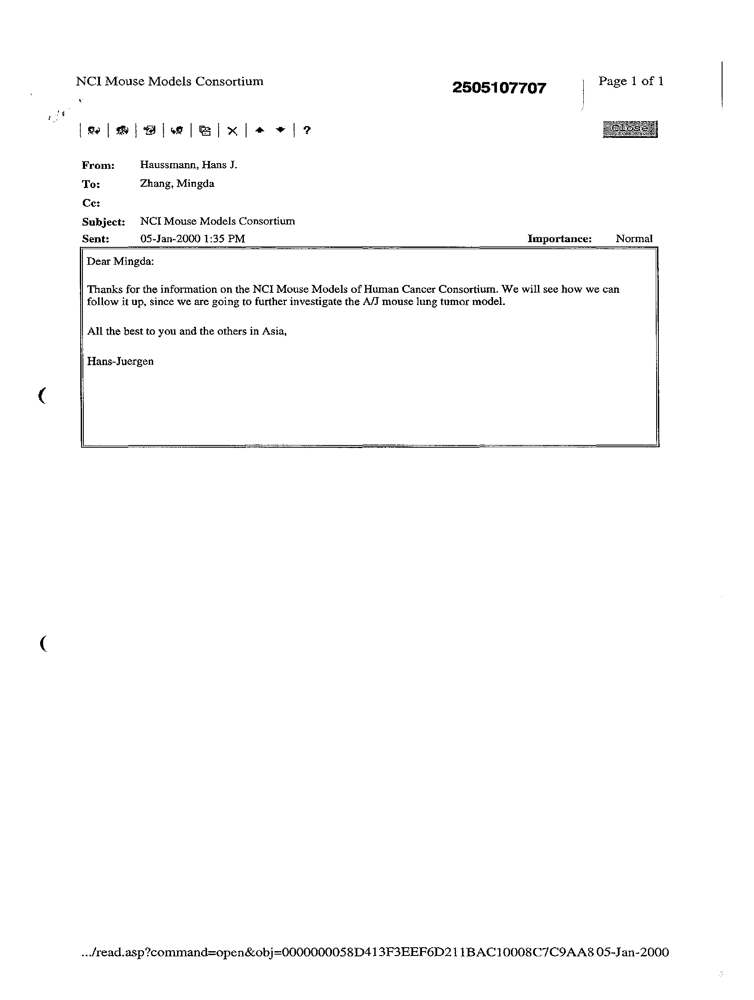 NCI Mouse Models Consortium
2505107707
Page 1 of 1
Close
?
From: Haussmann, Hans J.
To: Zhang, Mingda
Cc:
Subject: NCI Mouse Models Consortium
Sent: 05-Jan-2000 1:35 PM Importance: Normal
Dear Mingda:
Thanks for the information on the NCI Mouse Models of Human Cancer Consortium. We will see how we can
follow it up, since we are going to further investigate the A/J mouse lung tumor model.
All the best to you and the others in Asia,
Hans-Juergen
.../read.asp?command=open&obj=0000000058D413F3EEF6D211BAC10008C7C9AA8 05-Jan-2000